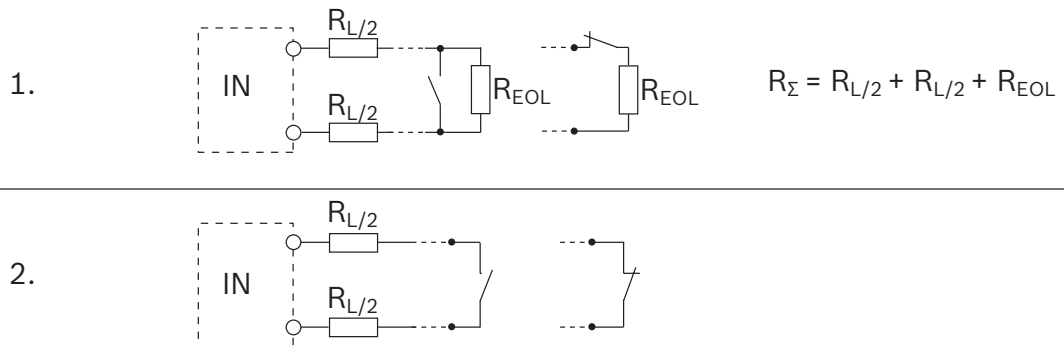 R_{L/2}
1. IN R_{EOL} R_{EOL} R_Σ = R_{L/2} + R_{L/2} + R_{EOL}
R_{L/2}
R_{L/2}
2. IN
R_{L/2}